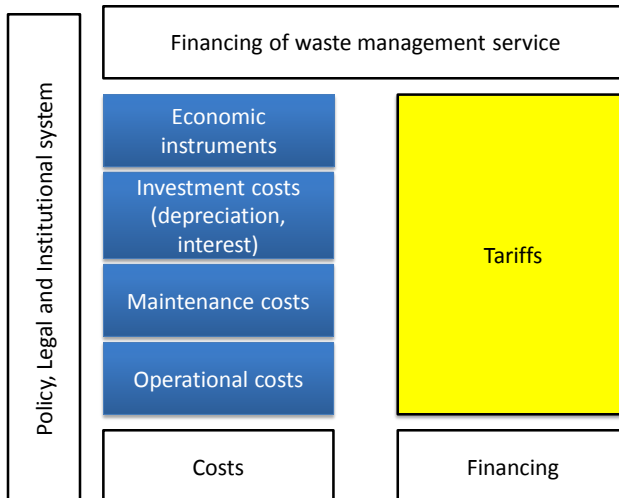 Policy, Legal and Institutional system
Financing of waste management service
Economic
instruments
Investment costs
(depreciation,
interest)
Maintenance costs
Operational costs
Costs
Tariffs
Financing